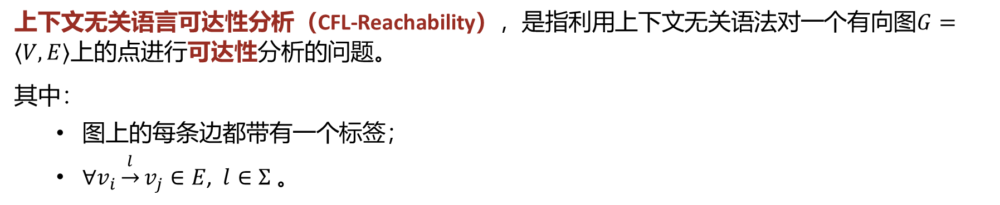 上下文无关语言可达性分析（CFL-Reachability），是指利用上下文无关语法对一个有向图G =
⟨V, E⟩上的点进行可达性分析的问题。
其中：
• 图上的每条边都带有一个标签；
• ∀v_i \xrightarrow{l} v_j ∈ E, l ∈ Σ 。